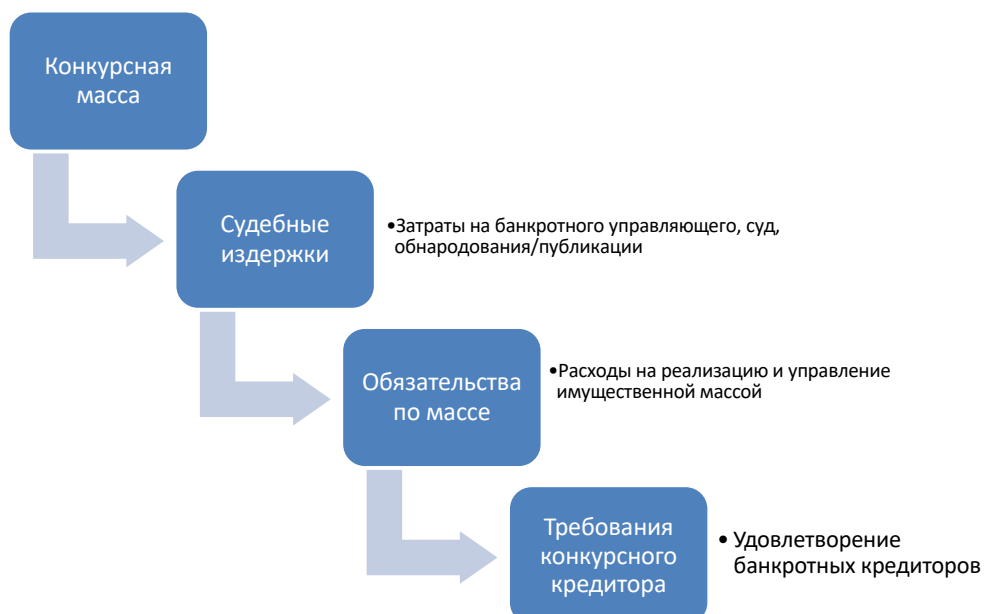 Конкурсная
масса
Судебные
издержки
•Затраты на банкротного управляющего, суд,
обнародования/публикации
Обязательства
по массе
•Расходы на реализацию и управление
имущественной массой
Требования
конкурсного
кредитора
• Удовлетворение
банкротных кредиторов